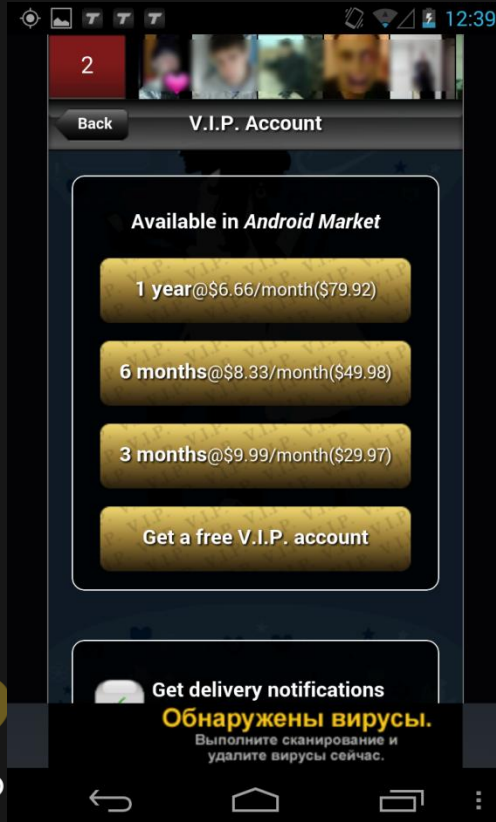 12:39
2
Back
V.I.P. Account
Available in Android Market
1 year@$6.66/month($79.92)
6 months@$8.33/month($49.98)
3 months@$9.99/month($29.97)
Get a free V.I.P. account
Get delivery notifications
Обнаружены вирусы.
Выполните сканирование и
удалите вирусы сейчас.